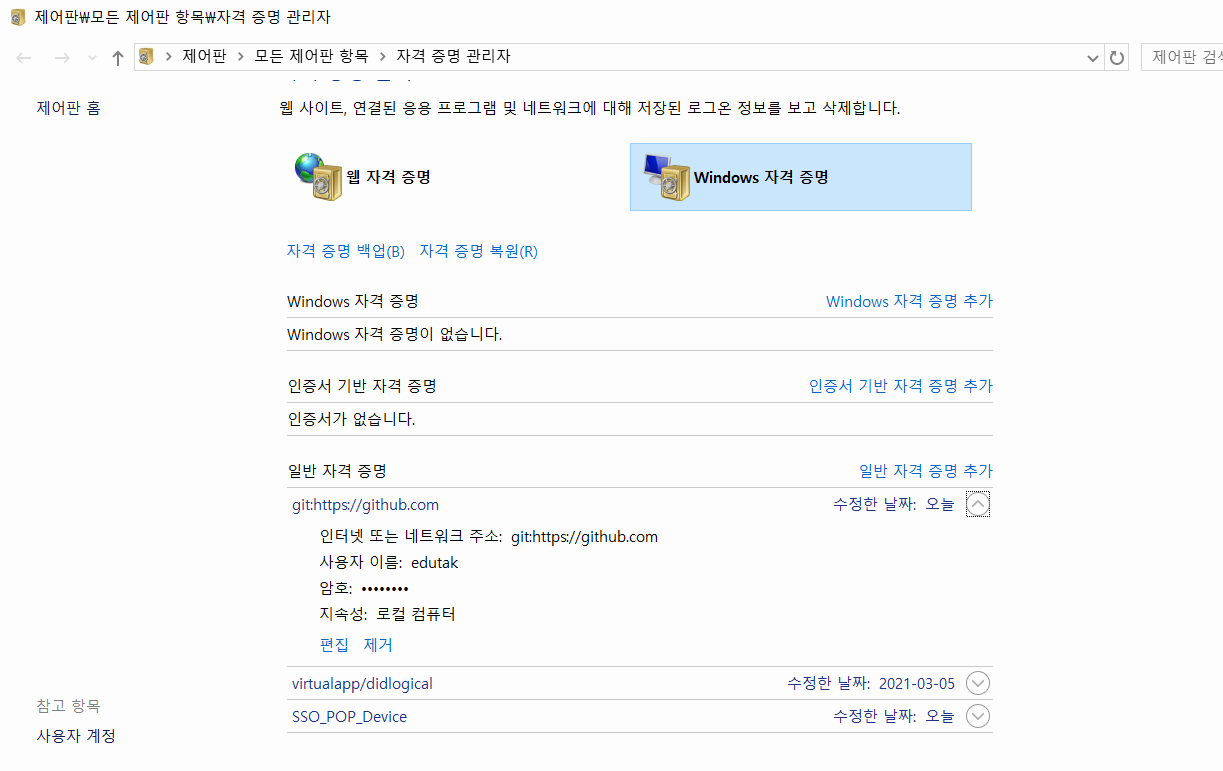 제어판₩모든 제어판 항목₩자격 증명 관리자
제어판 > 모든 제어판 항목 > 자격 증명 관리자
제어판 검색
제어판 홈
웹 사이트, 연결된 응용 프로그램 및 네트워크에 대해 저장된 로그온 정보를 보고 삭제합니다.
웹 자격 증명
Windows 자격 증명
자격 증명 백업(B) 자격 증명 복원(R)
Windows 자격 증명 Windows 자격 증명 추가
Windows 자격 증명이 없습니다.
인증서 기반 자격 증명 인증서 기반 자격 증명 추가
인증서가 없습니다.
일반 자격 증명 일반 자격 증명 추가
git:https://github.com 수정한 날짜: 오늘
인터넷 또는 네트워크 주소: git:https://github.com
사용자 이름: edutak
암호: ••••••••
지속성: 로컬 컴퓨터
편집 제거
virtualapp/didlogical 수정한 날짜: 2021-03-05
SSO_POP_Device 수정한 날짜: 오늘
참고 항목
사용자 계정